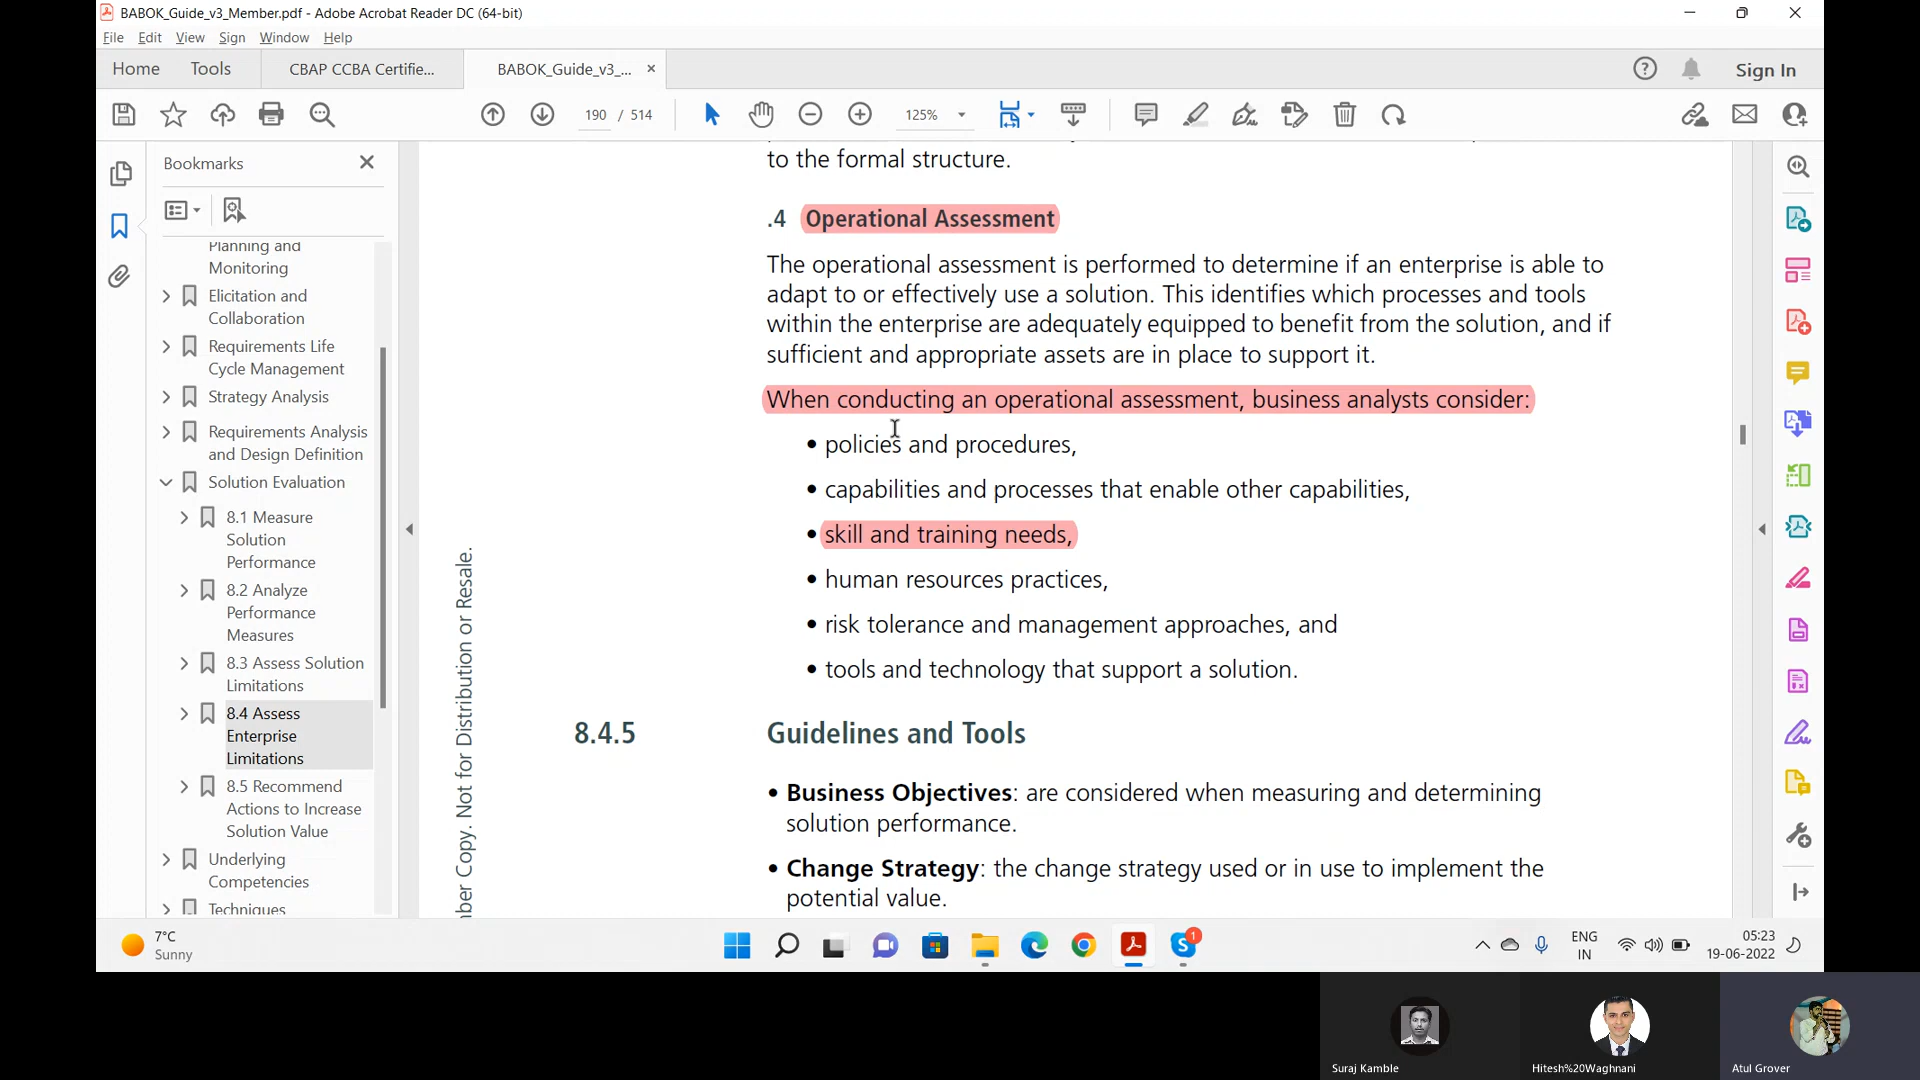 BABOK_Guide_v3_Member.pdf - Adobe Acrobat Reader DC (64-bit)
File Edit View Sign Window Help
Home Tools CBAP CCBA Certifie... BABOK_Guide_v3_... Sign In
190 / 514 125%
Bookmarks
Planning and
Monitoring
Elicitation and
Collaboration
Requirements Life
Cycle Management
Strategy Analysis
Requirements Analysis
and Design Definition
Solution Evaluation
8.1 Measure
Solution
Performance
8.2 Analyze
Performance
Measures
8.3 Assess Solution
Limitations
8.4 Assess
Enterprise
Limitations
8.5 Recommend
Actions to Increase
Solution Value
Underlying
Competencies
Techniques
ber Copy. Not for Distribution or Resale.
to the formal structure.
.4 Operational Assessment
The operational assessment is performed to determine if an enterprise is able to
adapt to or effectively use a solution. This identifies which processes and tools
within the enterprise are adequately equipped to benefit from the solution, and if
sufficient and appropriate assets are in place to support it.
When conducting an operational assessment, business analysts consider:
• policies and procedures,
• capabilities and processes that enable other capabilities,
• skill and training needs,
• human resources practices,
• risk tolerance and management approaches, and
• tools and technology that support a solution.
8.4.5 Guidelines and Tools
• Business Objectives: are considered when measuring and determining
solution performance.
• Change Strategy: the change strategy used or in use to implement the
potential value.
7°C
Sunny
1
ENG
IN
05:23
19-06-2022
Suraj Kamble
Hitesh%20Waghnani
Atul Grover